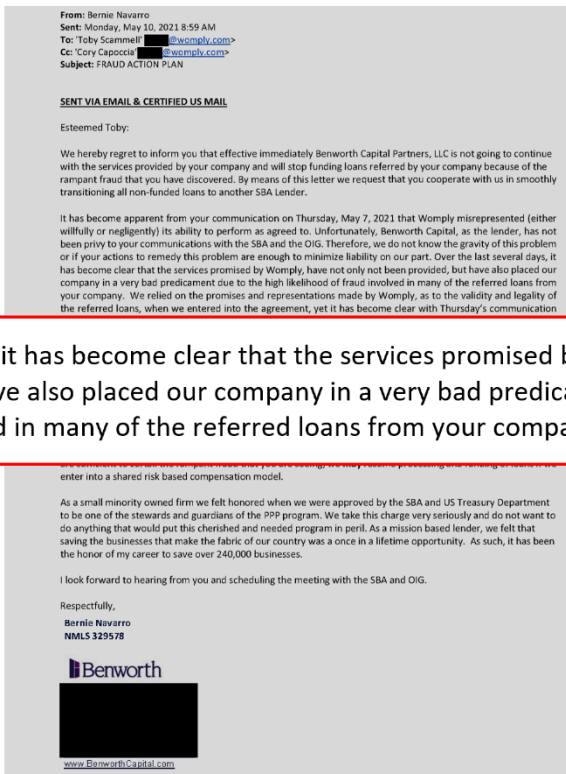 From: Bernie Navarro
Sent: Monday, May 10, 2021 8:59 AM
To: 'Toby Scammell' @womply.com>
Cc: 'Cory Capoccia' @womply.com>
Subject: FRAUD ACTION PLAN
SENT VIA EMAIL & CERTIFIED US MAIL
Esteemed Toby:
We hereby regret to inform you that effective immediately Benworth Capital Partners, LLC is not going to continue
with the services provided by your company and will stop funding loans referred by your company because of the
rampant fraud that you have discovered. By means of this letter we request that you cooperate with us in smoothly
transitioning all non-funded loans to another SBA Lender.
It has become apparent from your communication on Thursday, May 7, 2021 that Womply misrepresented (either
willfully or negligently) its ability to perform as agreed to. Unfortunately, Benworth Capital, as the lender, has not
been privy to your communications with the SBA and the OIG. Therefore, we do not know the gravity of this problem
or if your actions to remedy this problem are enough to minimize liability on our part. Over the last several days, it
has become clear that the services promised by Womply, have not only not been provided, but have also placed our
company in a very bad predicament due to the high likelihood of fraud involved in many of the referred loans from
your company. We relied on the promises and representations made by Womply, as to the validity and legality of
the referred loans, when we entered into the agreement, yet it has become clear with Thursday's communication
it has become clear that the services promised b
ve also placed our company in a very bad predica
d in many of the referred loans from your compa
enter into a shared risk based compensation model.
As a small minority owned firm we felt honored when we were approved by the SBA and US Treasury Department
to be one of the stewards and guardians of the PPP program. We take this charge very seriously and do not want to
do anything that would put this cherished and needed program in peril. As a mission based lender, we felt that
saving the businesses that make the fabric of our country was a once in a lifetime opportunity. As such, it has been
the honor of my career to save over 240,000 businesses.
I look forward to hearing from you and scheduling the meeting with the SBA and OIG.
Respectfully,
Bernie Navarro
NMLS 329578
Benworth
www.BenworthCapital.com